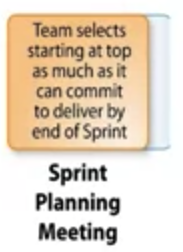 Team selects
starting at top
as much as it
can commit
to deliver by
end of Sprint
Sprint
Planning
Meeting